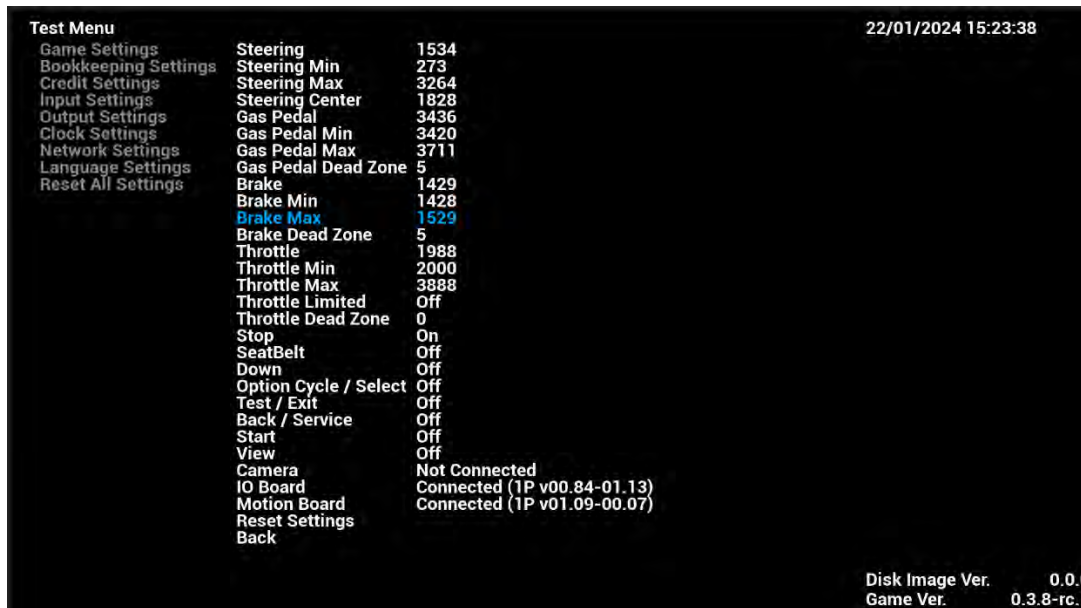 Test Menu
22/01/2024 15:23:38
Game Settings
Bookkeeping Settings
Credit Settings
Input Settings
Output Settings
Clock Settings
Network Settings
Language Settings
Reset All Settings
Steering 1534
Steering Min 273
Steering Max 3264
Steering Center 1828
Gas Pedal 3436
Gas Pedal Min 3420
Gas Pedal Max 3711
Gas Pedal Dead Zone 5
Brake 1429
Brake Min 1428
Brake Max 1529
Brake Dead Zone 5
Throttle 1988
Throttle Min 2000
Throttle Max 3888
Throttle Limited Off
Throttle Dead Zone 0
Stop On
SeatBelt Off
Down Off
Option Cycle / Select Off
Test / Exit Off
Back / Service Off
Start Off
View Off
Camera Not Connected
IO Board Connected (1P v00.84-01.13)
Motion Board Connected (1P v01.09-00.07)
Reset Settings
Back
Disk Image Ver. 0.0.
Game Ver. 0.3.8-rc.